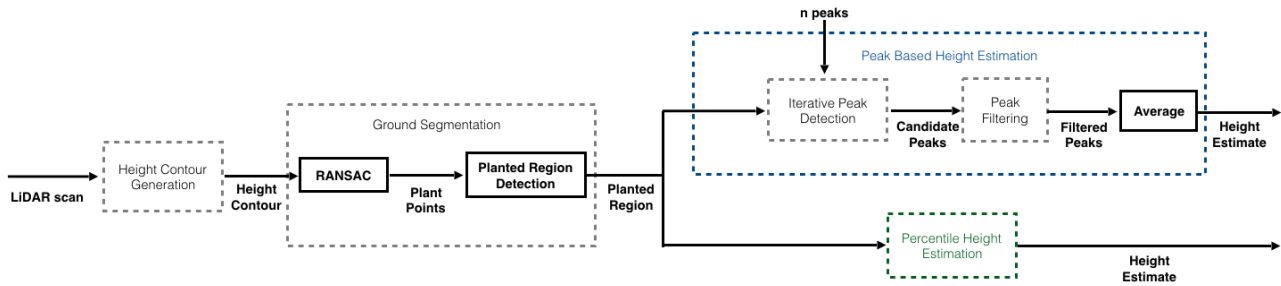 n peaks
Peak Based Height Estimation
Iterative Peak
Detection
Candidate
Peaks
Peak
Filtering
Filtered
Peaks
Average
Height
Estimate
Ground Segmentation
LiDAR scan
Height Contour
Generation
Height
Contour
RANSAC
Plant
Points
Planted Region
Detection
Planted
Region
Percentile Height
Estimation
Height
Estimate